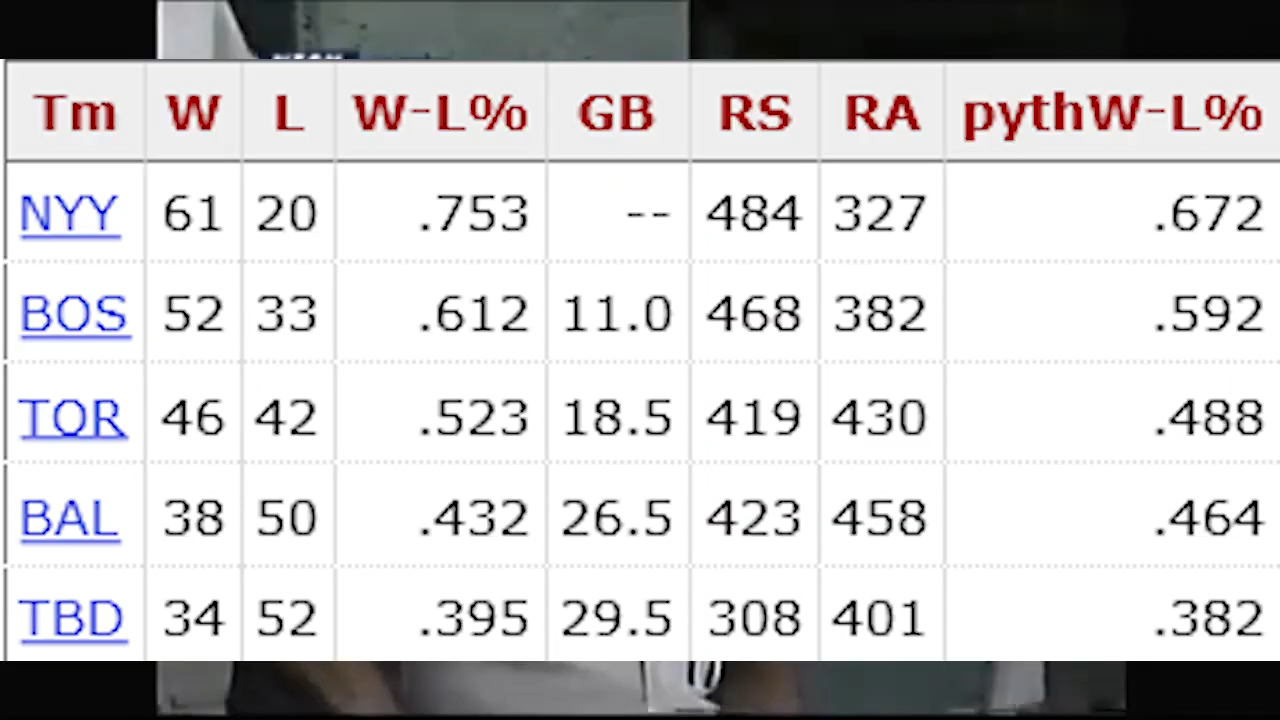 Tm W L W-L% GB RS RA pythW-L%
NYY 61 20 .753 -- 484 327 .672
BOS 52 33 .612 11.0 468 382 .592
TOR 46 42 .523 18.5 419 430 .488
BAL 38 50 .432 26.5 423 458 .464
TBD 34 52 .395 29.5 308 401 .382